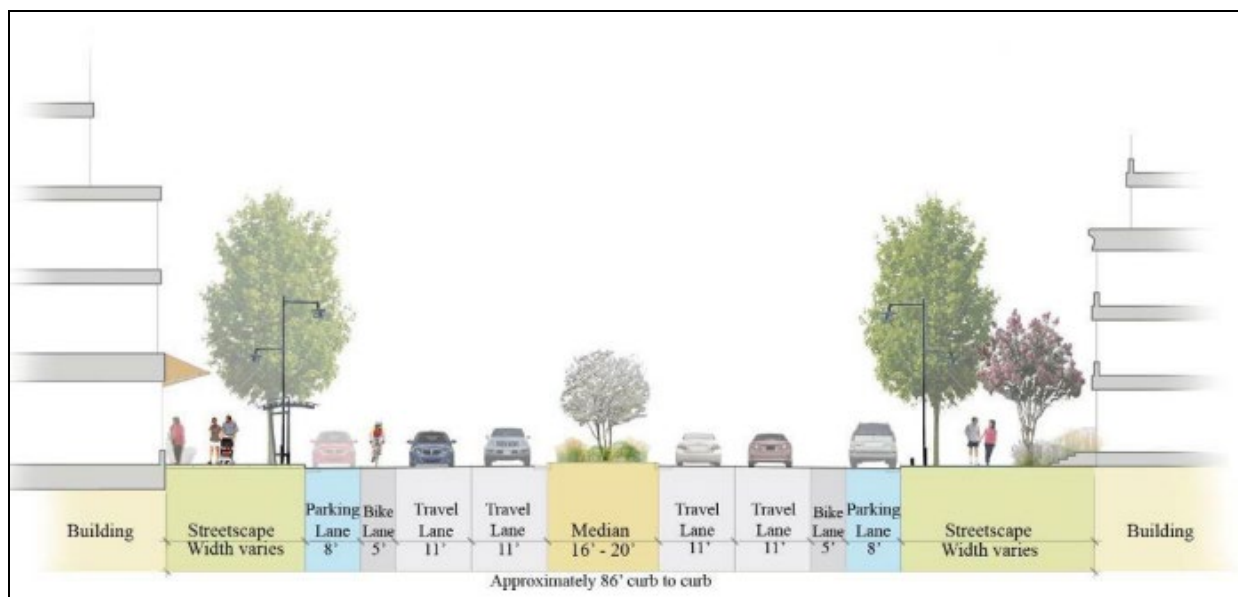 Building
Streetscape
Width varies
Parking
Lane
8'
Bike
Lane
5'
Travel
Lane
11'
Travel
Lane
11'
Median
16' - 20'
Travel
Lane
11'
Travel
Lane
11'
Bike
Lane
5'
Parking
Lane
8'
Streetscape
Width varies
Building
Approximately 86' curb to curb